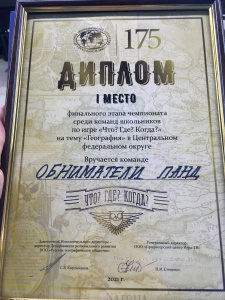 175
ДИПЛОМ
I МЕСТО
финального этапа чемпионата
среди команд школьников
по игре «Что? Где? Когда?»
на тему «География» в Центральном
федеральном округе
Вручается команде
ОБНИМАТЕЛИ ПАНД
ЧТО? ГДЕ? КОГДА?